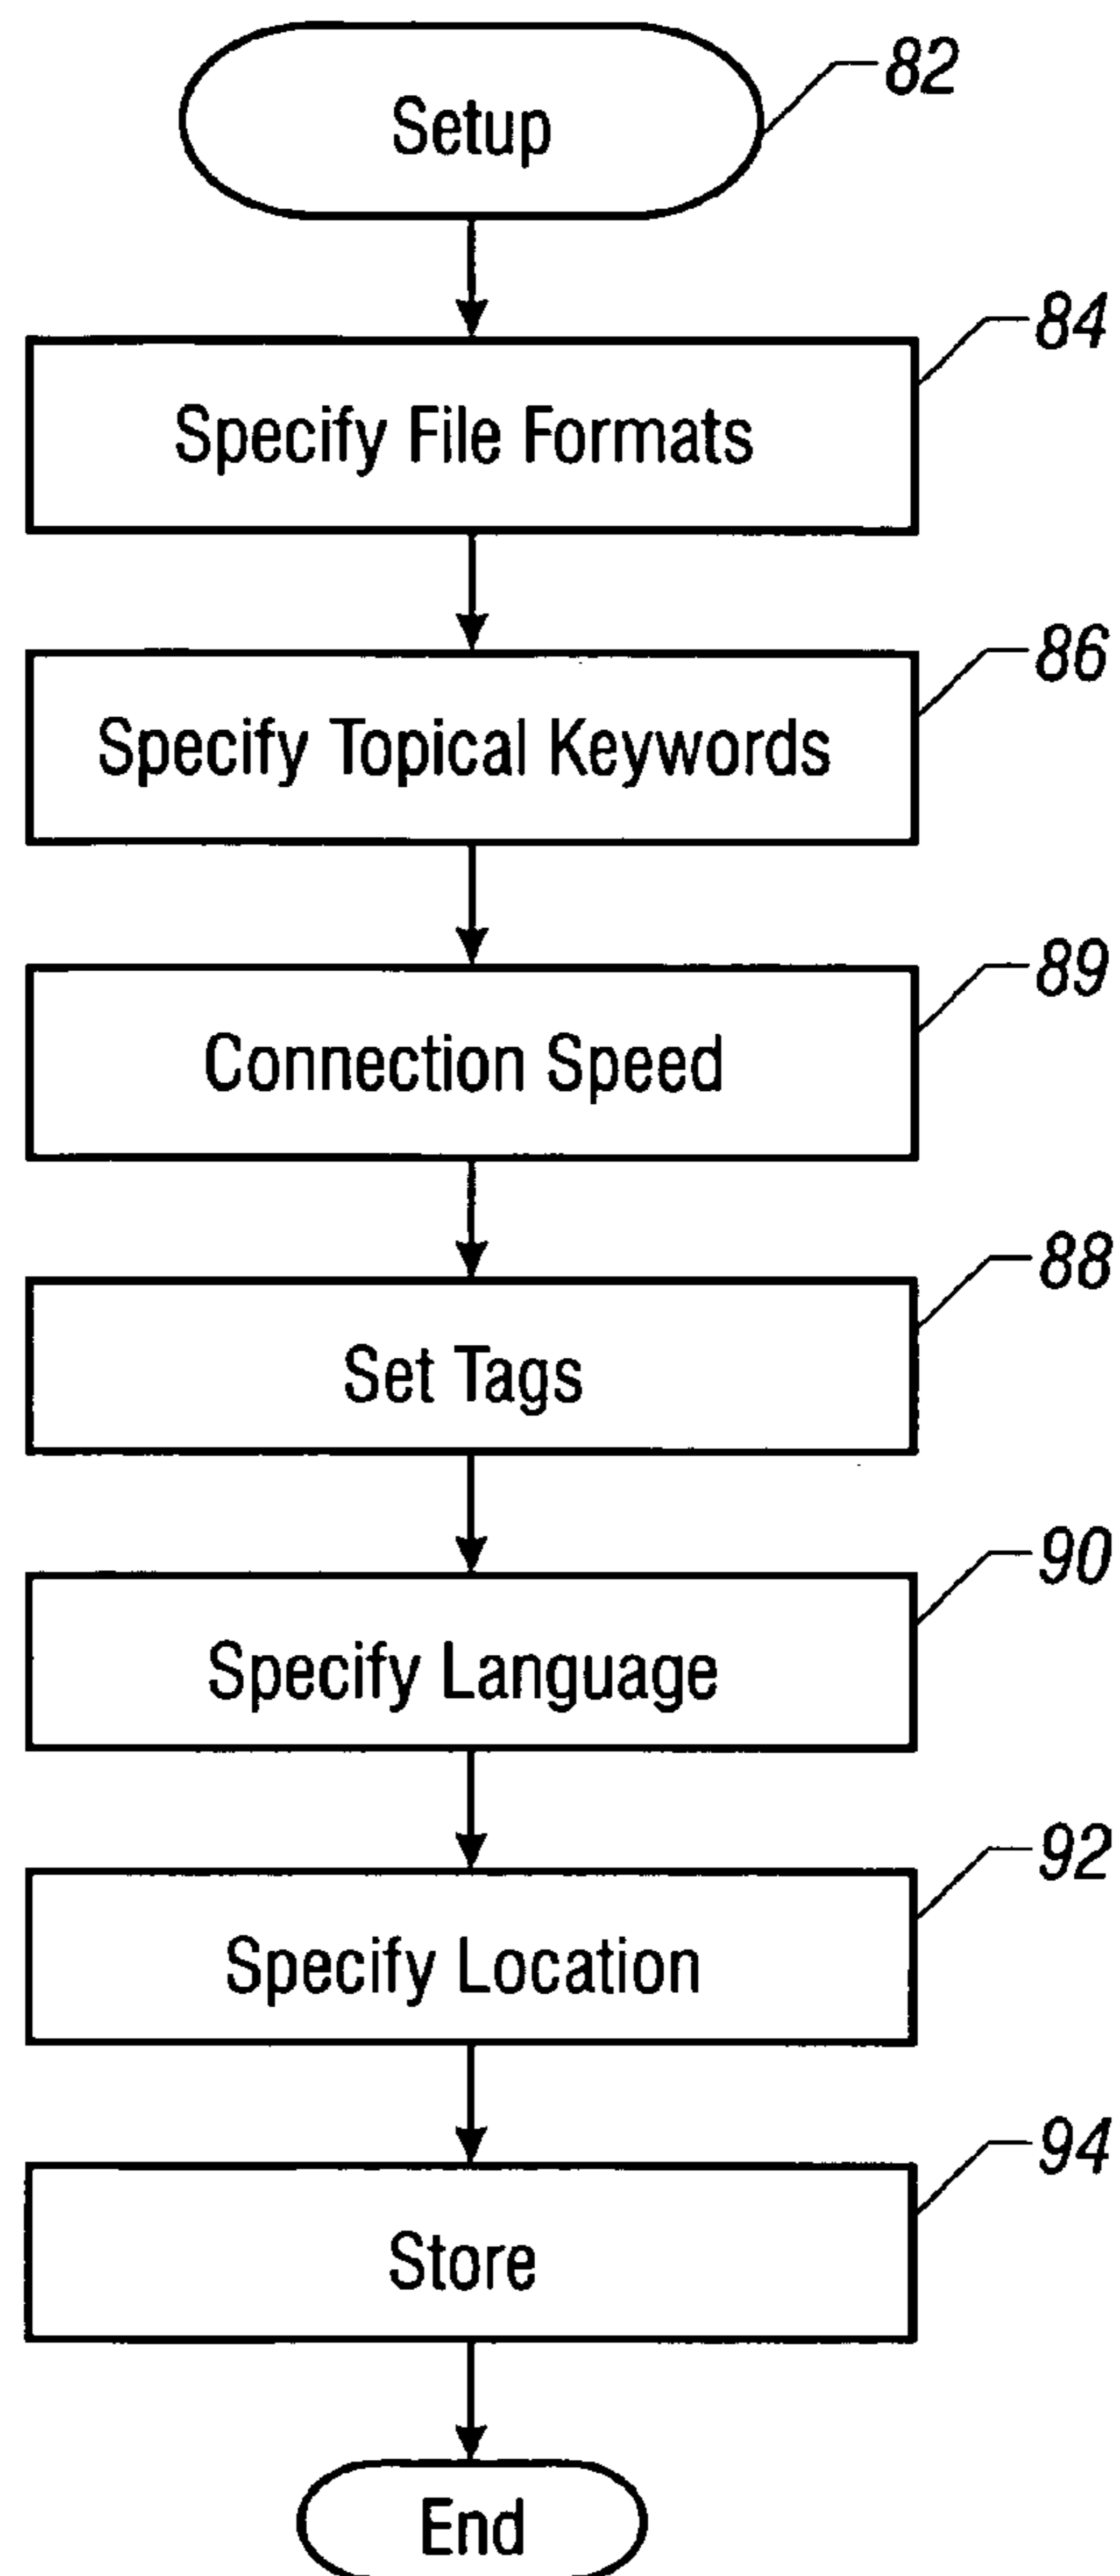 Setup
82
Specify File Formats
84
Specify Topical Keywords
86
Connection Speed
89
Set Tags
88
Specify Language
90
Specify Location
92
Store
94
End